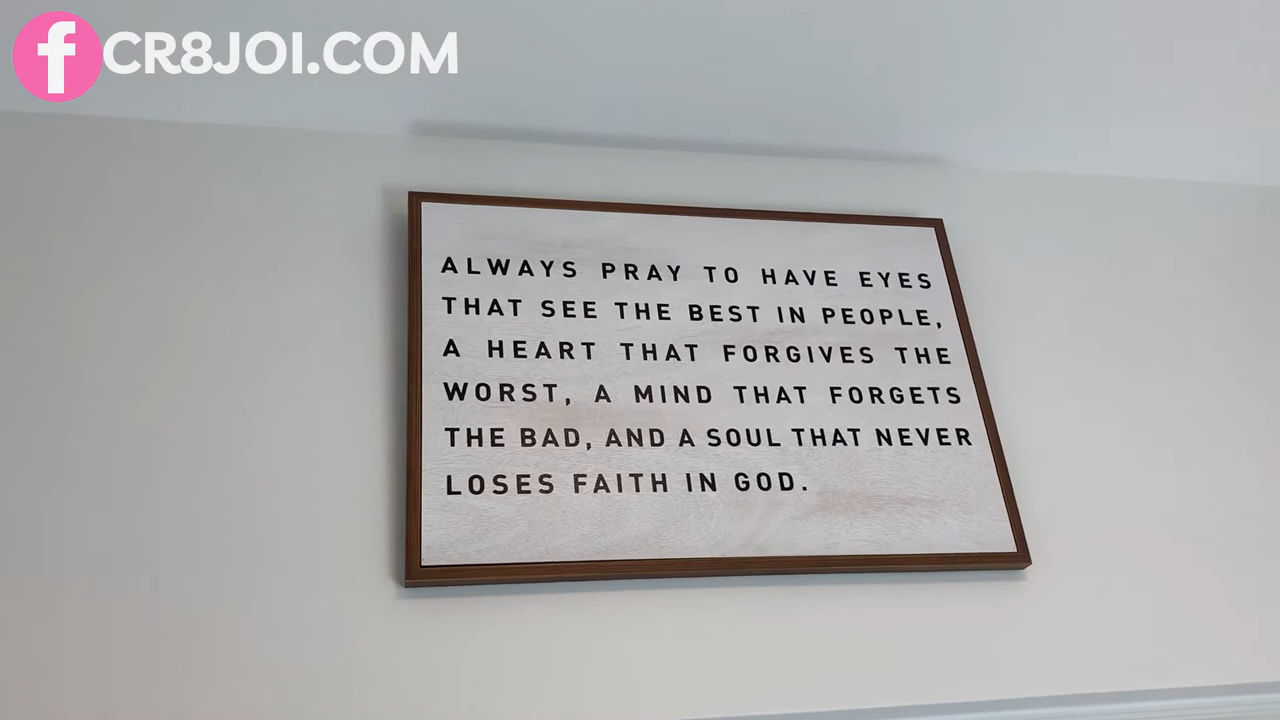 f CR8JOI.COM
ALWAYS PRAY TO HAVE EYES
THAT SEE THE BEST IN PEOPLE,
A HEART THAT FORGIVES THE
WORST, A MIND THAT FORGETS
THE BAD, AND A SOUL THAT NEVER
LOSES FAITH IN GOD.